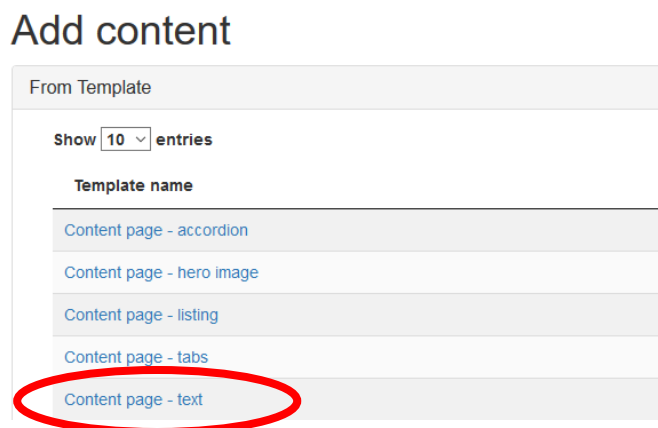 Add content
From Template
Show 10 entries
Template name
Content page - accordion
Content page - hero image
Content page - listing
Content page - tabs
Content page - text